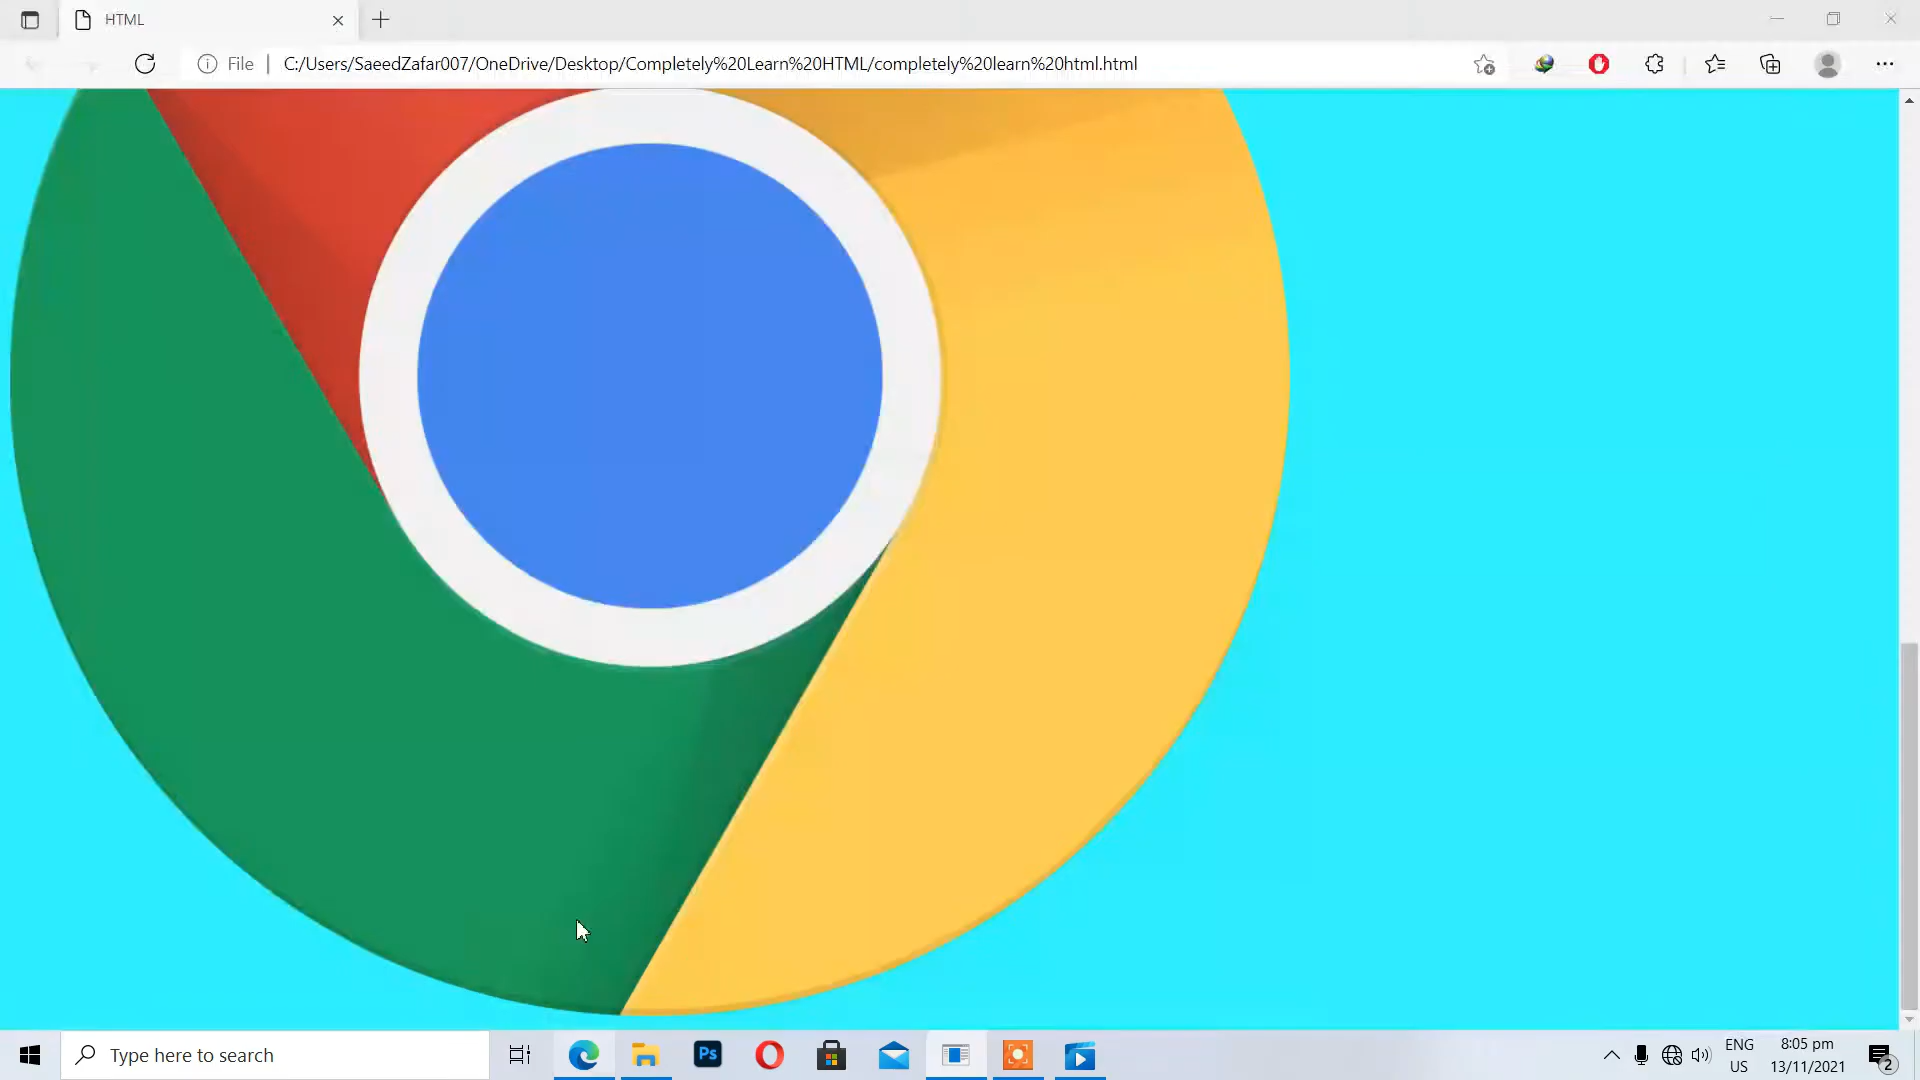 HTML
File
C:/Users/SaeedZafar007/OneDrive/Desktop/Completely%20Learn%20HTML/completely%20learn%20html.html
Ps
Type here to search
ENG
US
8:05 pm
13/11/2021
2